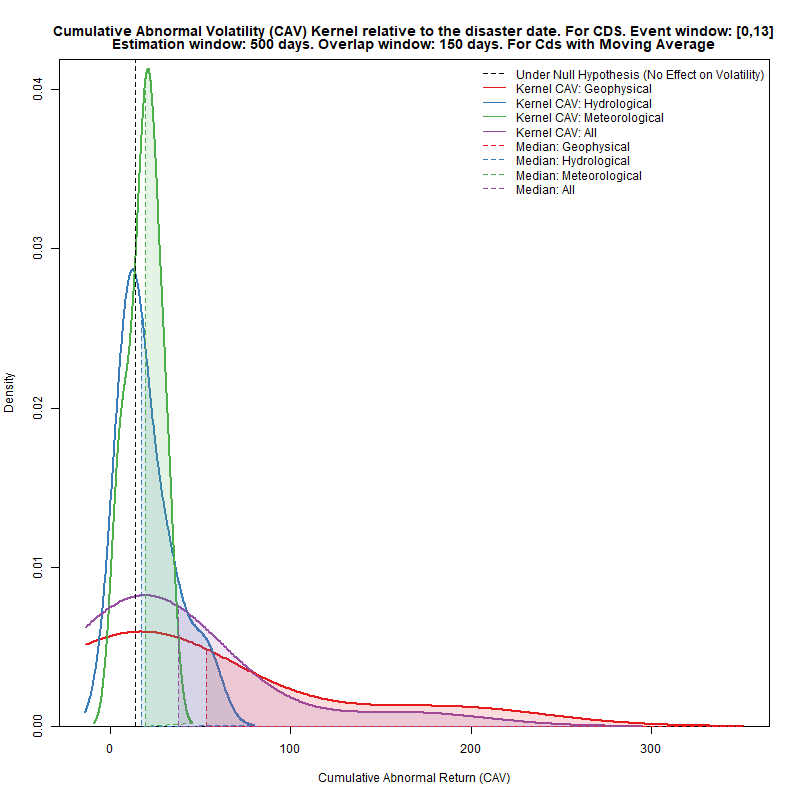 Cumulative Abnormal Volatility (CAV) Kernel relative to the disaster date. For CDS. Event window: [0,13]
Estimation window: 500 days. Overlap window: 150 days. For Cds with Moving Average
Under Null Hypothesis (No Effect on Volatility)
Kernel CAV: Geophysical
Kernel CAV: Hydrological
Kernel CAV: Meteorological
Kernel CAV: All
Median: Geophysical
Median: Hydrological
Median: Meteorological
Median: All
Density
0.04
0.03
0.02
0.01
0.00
0
100
200
300
Cumulative Abnormal Return (CAV)